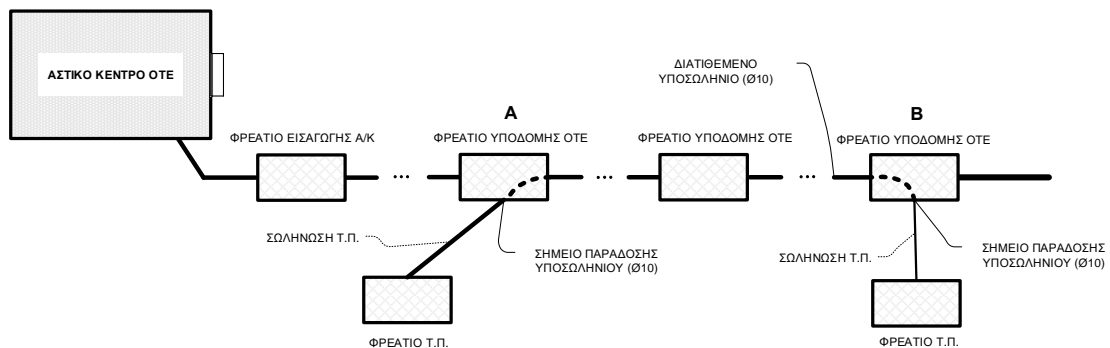 ΑΣΤΙΚΟ ΚΕΝΤΡΟ ΟΤΕ
ΔΙΑΤΙΘΕΜΕΝΟ
ΥΠΟΣΩΛΗΝΙΟ (Ø10)
A
B
ΦΡΕΑΤΙΟ ΕΙΣΑΓΩΓΗΣ Α/Κ
ΦΡΕΑΤΙΟ ΥΠΟΔΟΜΗΣ ΟΤΕ
ΦΡΕΑΤΙΟ ΥΠΟΔΟΜΗΣ ΟΤΕ
ΦΡΕΑΤΙΟ ΥΠΟΔΟΜΗΣ ΟΤΕ
...
...
...
ΣΩΛΗΝΩΣΗ Τ.Π.
ΣΗΜΕΙΟ ΠΑΡΑΔΟΣΗΣ
ΥΠΟΣΩΛΗΝΙΟΥ (Ø10)
ΣΩΛΗΝΩΣΗ Τ.Π.
ΣΗΜΕΙΟ ΠΑΡΑΔΟΣΗΣ
ΥΠΟΣΩΛΗΝΙΟΥ (Ø10)
ΦΡΕΑΤΙΟ Τ.Π.
ΦΡΕΑΤΙΟ Τ.Π.